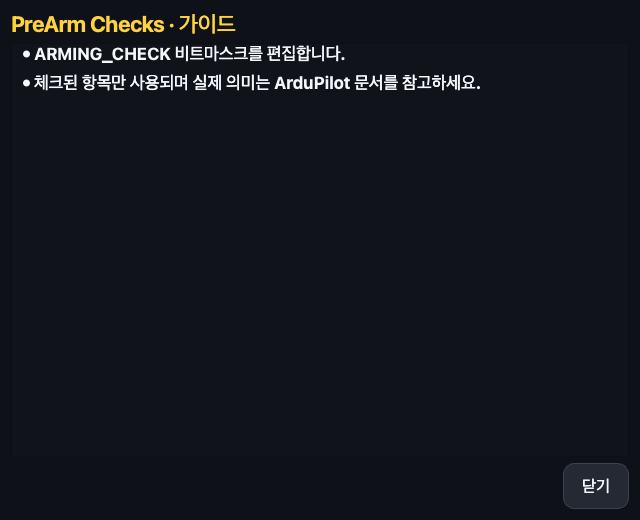 PreArm Checks · 가이드
• ARMING_CHECK 비트마스크를 편집합니다.
• 체크된 항목만 사용되며 실제 의미는 ArduPilot 문서를 참고하세요.
닫기